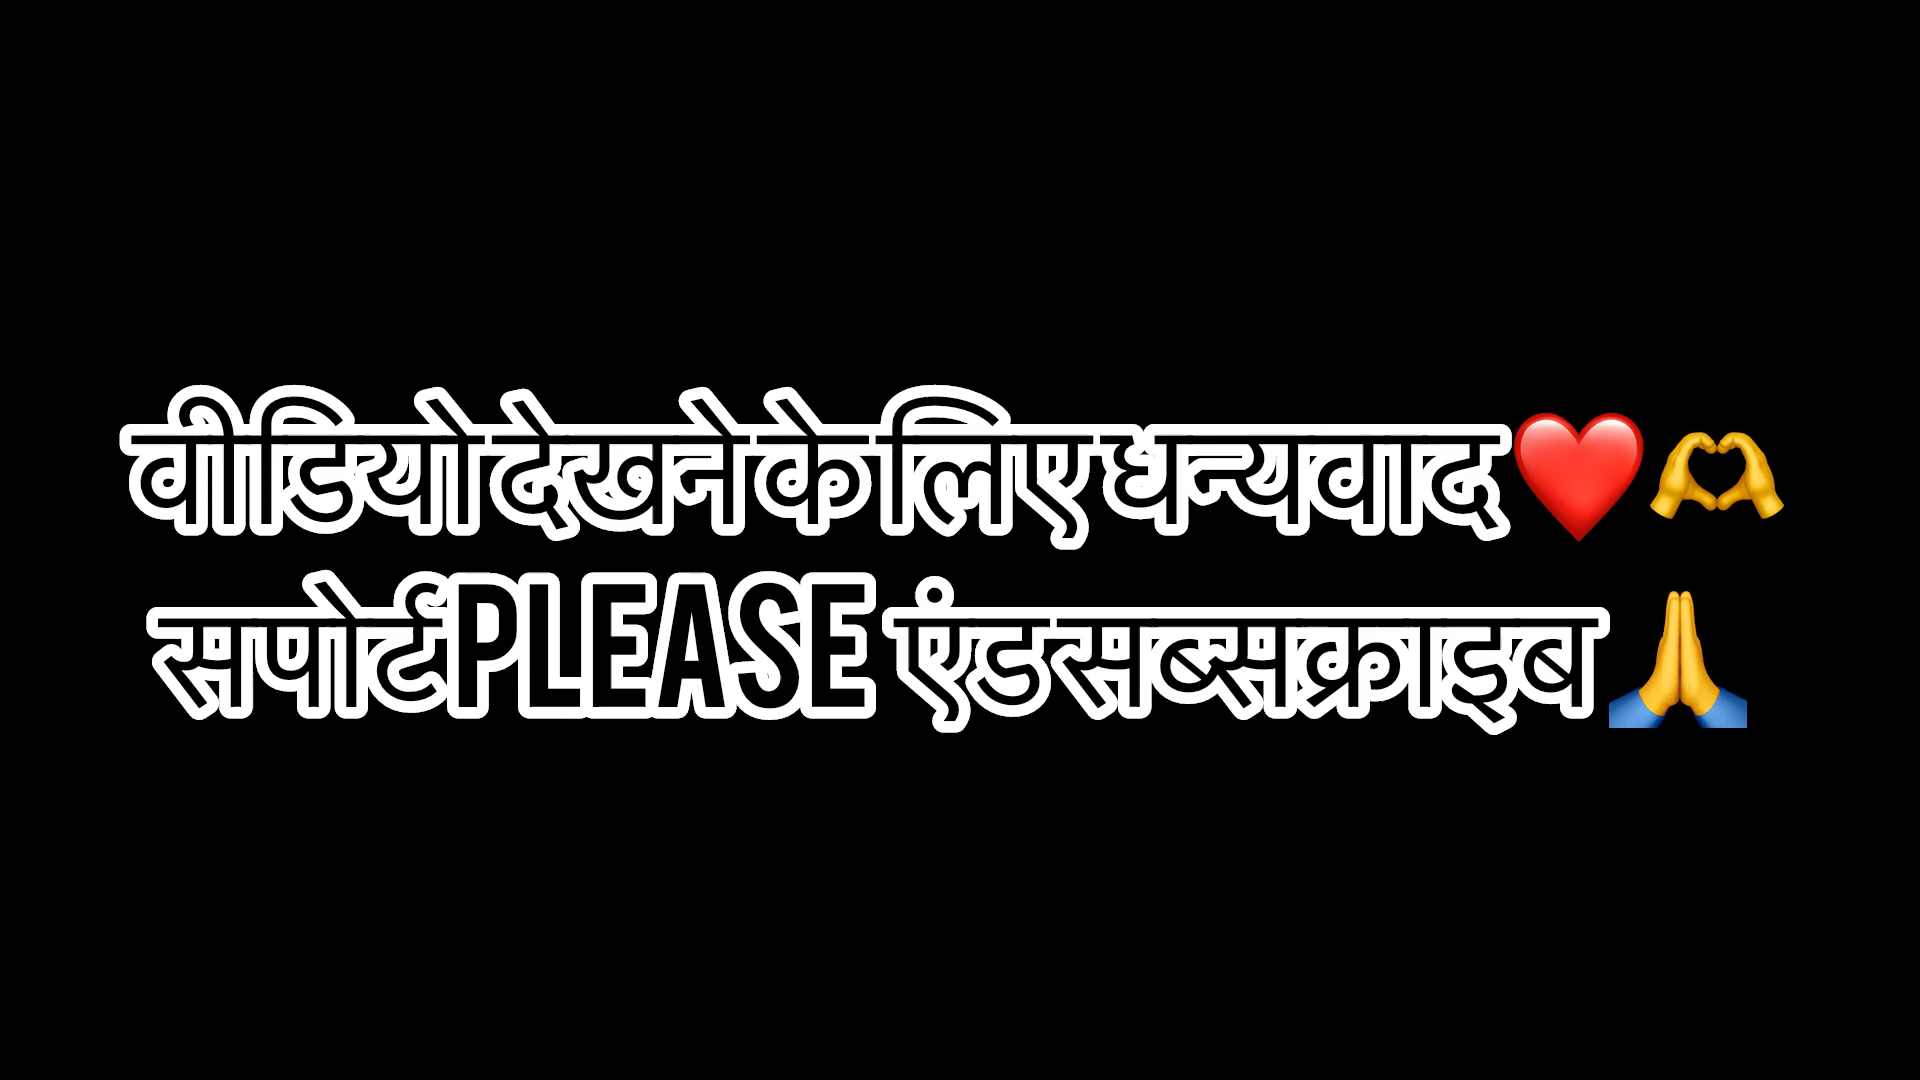 वीडियो देखने के लिए धन्यवाद❤️🫶
सपोर्ट PLEASE एंड सब्सक्राइब🙏